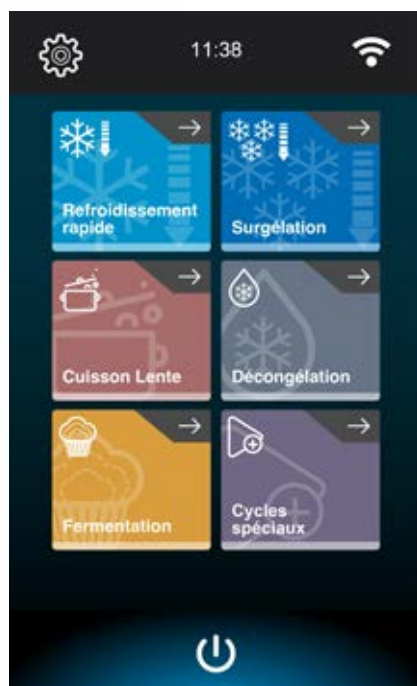 11:38
Refroidissement
rapide
Surgélation
Cuisson Lente
Décongélation
Fermentation
Cycles
spéciaux